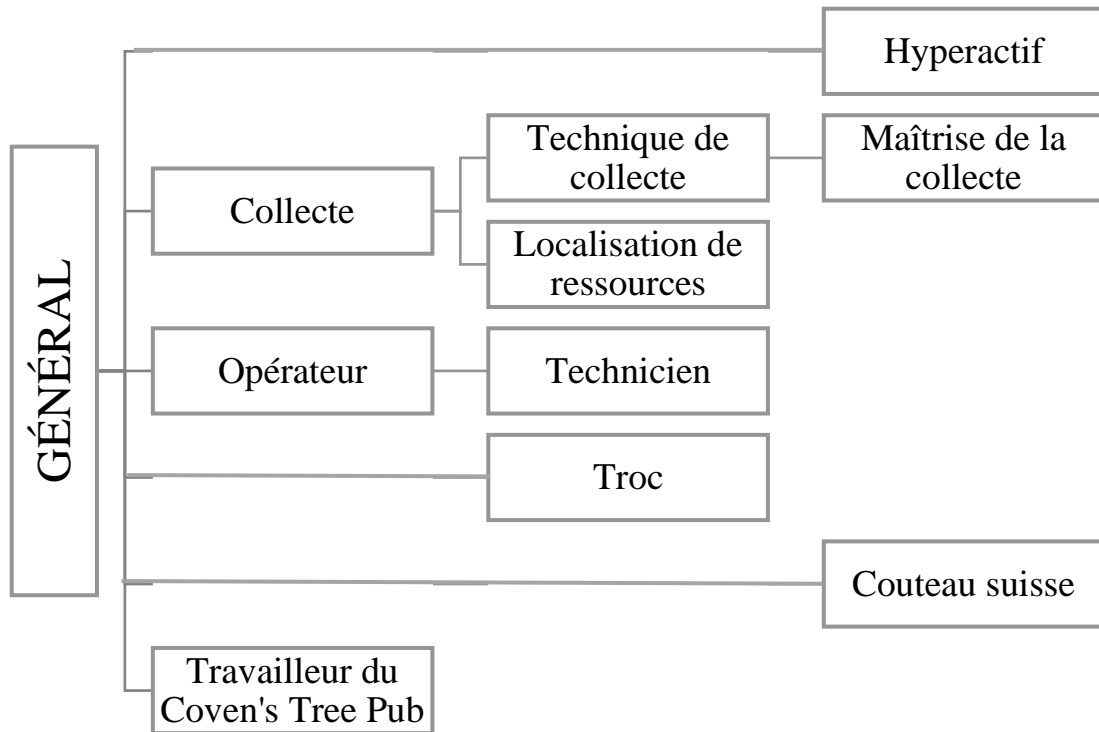 GÉNÉRAL
Hyperactif
Collecte
Technique de
collecte
Maîtrise de la
collecte
Localisation de
ressources
Opérateur
Technicien
Troc
Couteau suisse
Travailleur du
Coven's Tree Pub